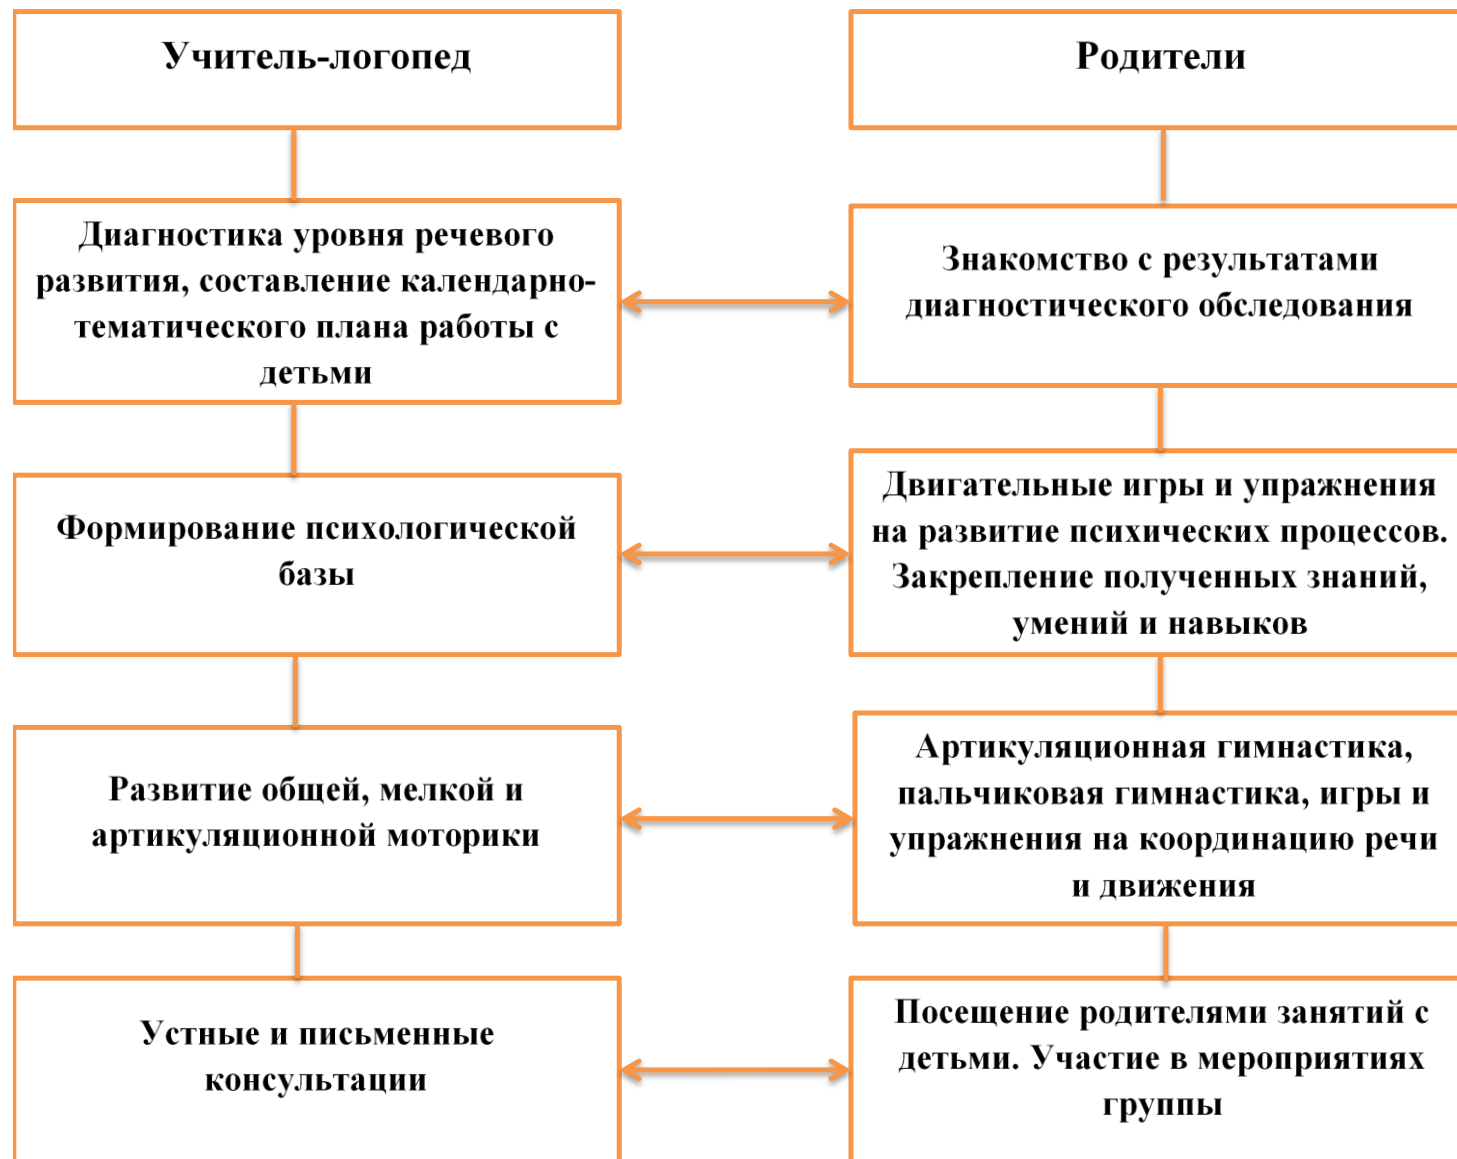 Учитель-логопед
Родители
Диагностика уровня речевого
развития, составление календарно-
тематического плана работы с
детьми
Знакомство с результатами
диагностического обследования
Формирование психологической
базы
Двигательные игры и упражнения
на развитие психических процессов.
Закрепление полученных знаний,
умений и навыков
Развитие общей, мелкой и
артикуляционной моторики
Артикуляционная гимнастика,
пальчиковая гимнастика, игры и
упражнения на координацию речи
и движения
Устные и письменные
консультации
Посещение родителями занятий с
детьми. Участие в мероприятиях
группы